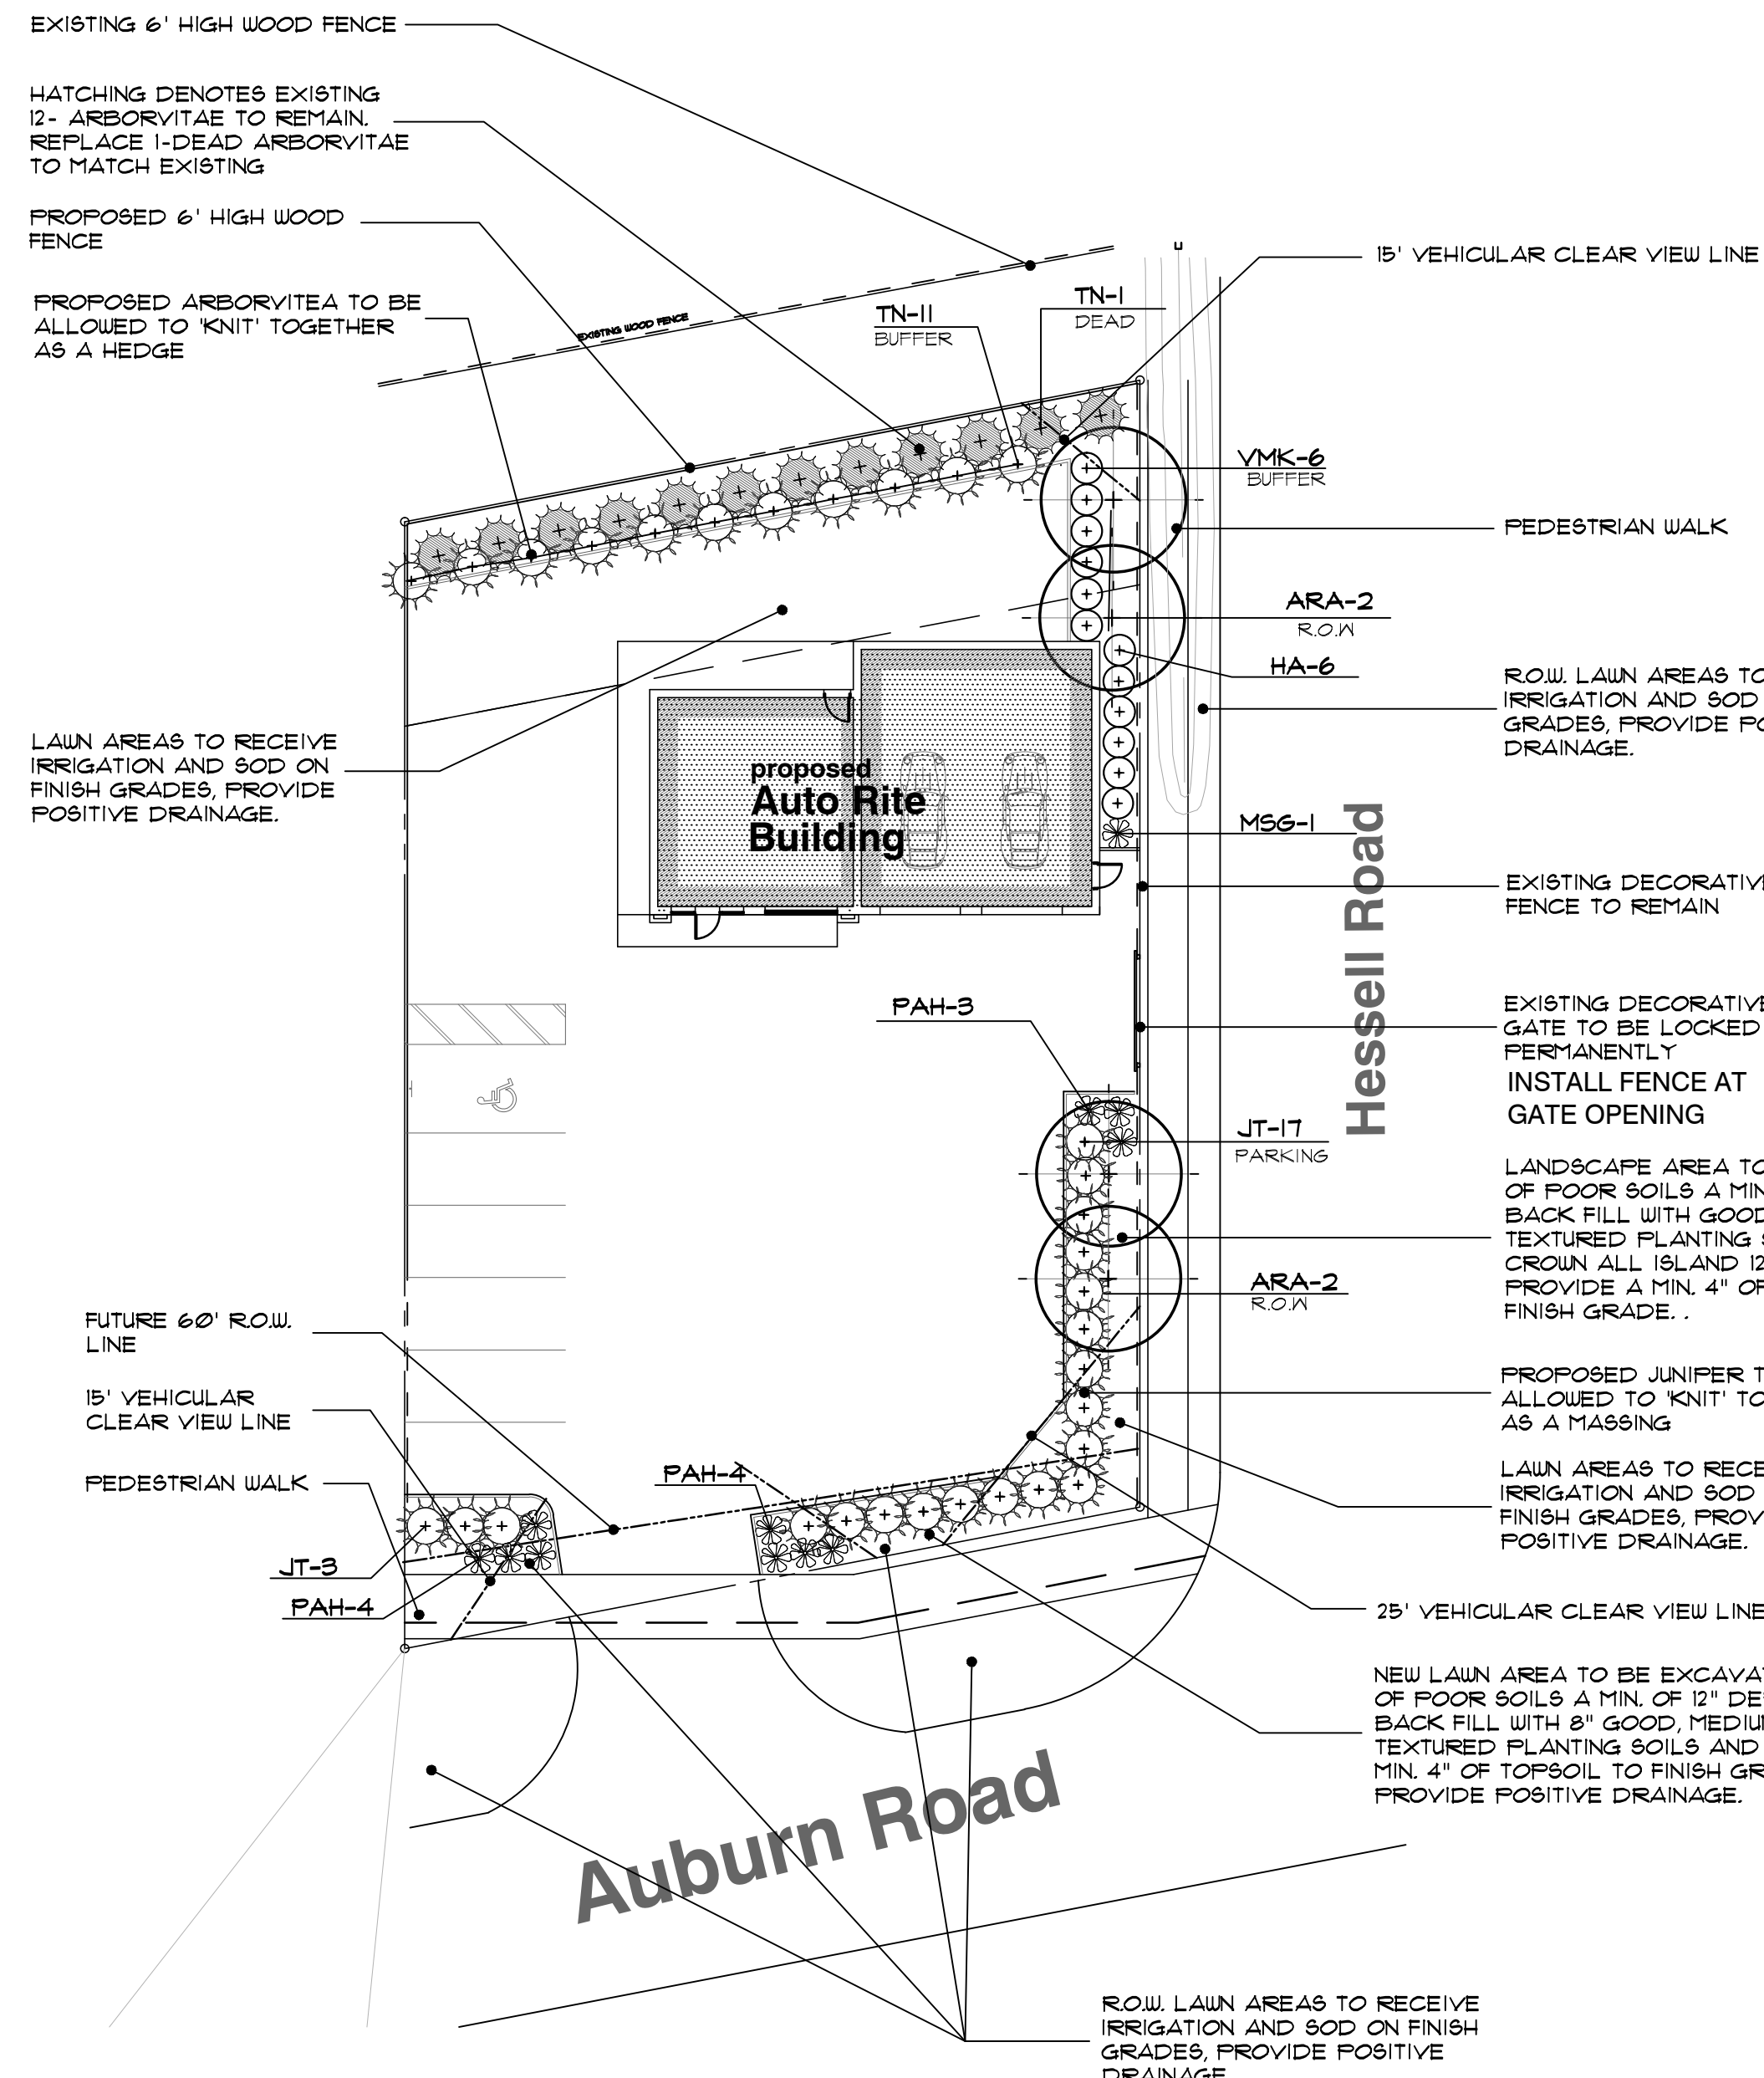 EXISTING 6' HIGH WOOD FENCE
HATCHING DENOTES EXISTING
12- ARBORVITAE TO REMAIN.
REPLACE 1-DEAD ARBORVITAE
TO MATCH EXISTING
PROPOSED 6' HIGH WOOD
FENCE
PROPOSED ARBORVITEA TO BE
ALLOWED TO 'KNIT' TOGETHER
AS A HEDGE
EXISTING WOOD FENCE
TN-11
BUFFER
TN-1
DEAD
15' VEHICULAR CLEAR VIEW LINE
VMK-6
BUFFER
PEDESTRIAN WALK
ARA-2
R.O.W
HA-6
R.O.W. LAWN AREAS TO
IRRIGATION AND SOD
GRADES, PROVIDE
DRAINAGE.
LAWN AREAS TO RECEIVE
IRRIGATION AND SOD ON
FINISH GRADES, PROVIDE
POSITIVE DRAINAGE.
proposed
Auto Rite
Building
MSG-1
Hessell Road
EXISTING DECORATIVE
FENCE TO REMAIN
PAH-3
EXISTING DECORATIVE
GATE TO BE LOCKED
PERMANENTLY
INSTALL FENCE AT
GATE OPENING
JT-17
PARKING
LANDSCAPE AREA TO
OF POOR SOILS A MIN
BACK FILL WITH GOOD
TEXTURED PLANTING
CROWN ALL ISLAND 12
PROVIDE A MIN. 4" OF
FINISH GRADE. .
ARA-2
R.O.W
FUTURE 60' R.O.W.
LINE
15' VEHICULAR
CLEAR VIEW LINE
PEDESTRIAN WALK
PROPOSED JUNIPER
ALLOWED TO 'KNIT'
AS A MASSING
PAH-4
LAWN AREAS TO
IRRIGATION AND SOD
FINISH GRADES,
POSITIVE DRAINAGE.
JT-3
PAH-4
25' VEHICULAR CLEAR VIEW LINE
NEW LAWN AREA TO BE
OF POOR SOILS A MIN. OF 12"
BACK FILL WITH 8" GOOD,
TEXTURED PLANTING SOILS AND
MIN. 4" OF TOPSOIL TO FINISH
PROVIDE POSITIVE DRAINAGE.
Auburn Road
R.O.W. LAWN AREAS TO RECEIVE
IRRIGATION AND SOD ON FINISH
GRADES, PROVIDE POSITIVE
DRAINAGE